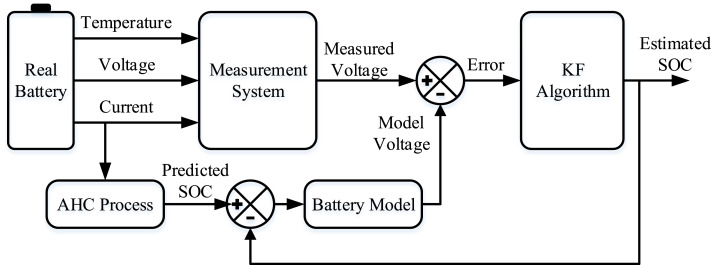 Temperature
Real
Battery
Voltage
Current
Measurement
System
Measured
Voltage
+
-
Error
KF
Algorithm
Estimated
SOC
Model
Voltage
AHC Process
Predicted
SOC
+
-
Battery Model